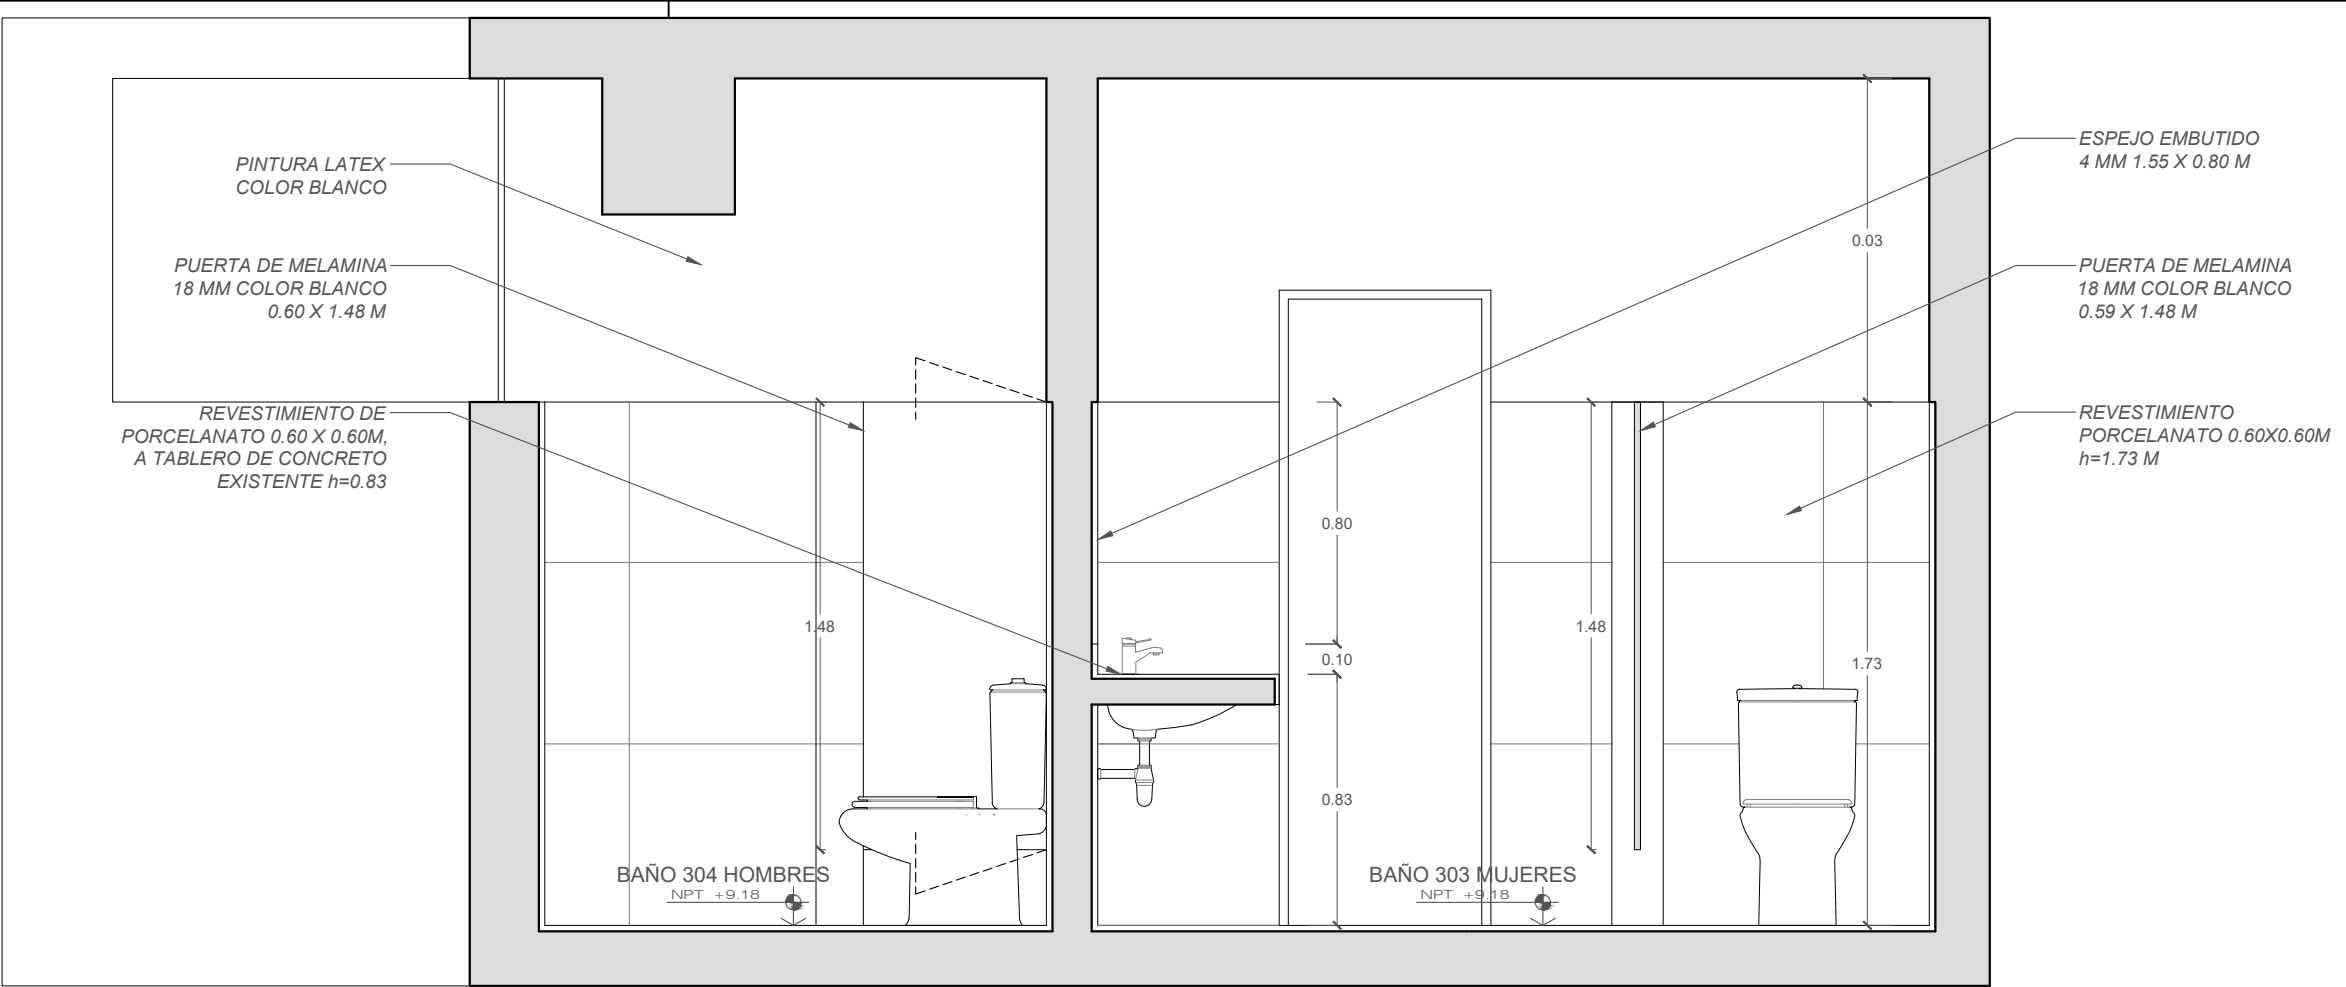 PINTURA LATEX
COLOR BLANCO
PUERTA DE MELAMINA
18 MM COLOR BLANCO
0.60 X 1.48 M
REVESTIMIENTO DE
PORCELANATO 0.60 X 0.60M,
A TABLERO DE CONCRETO
EXISTENTE h=0.83
1.48
BAÑO 304 HOMBRES
NPT +9.18
0.80
0.10
0.83
1.48
BAÑO 303 MUJERES
NPT +9.18
0.03
1.73
ESPEJO EMBUTIDO
4 MM 1.55 X 0.80 M
PUERTA DE MELAMINA
18 MM COLOR BLANCO
0.59 X 1.48 M
REVESTIMIENTO
PORCELANATO 0.60X0.60M
h=1.73 M